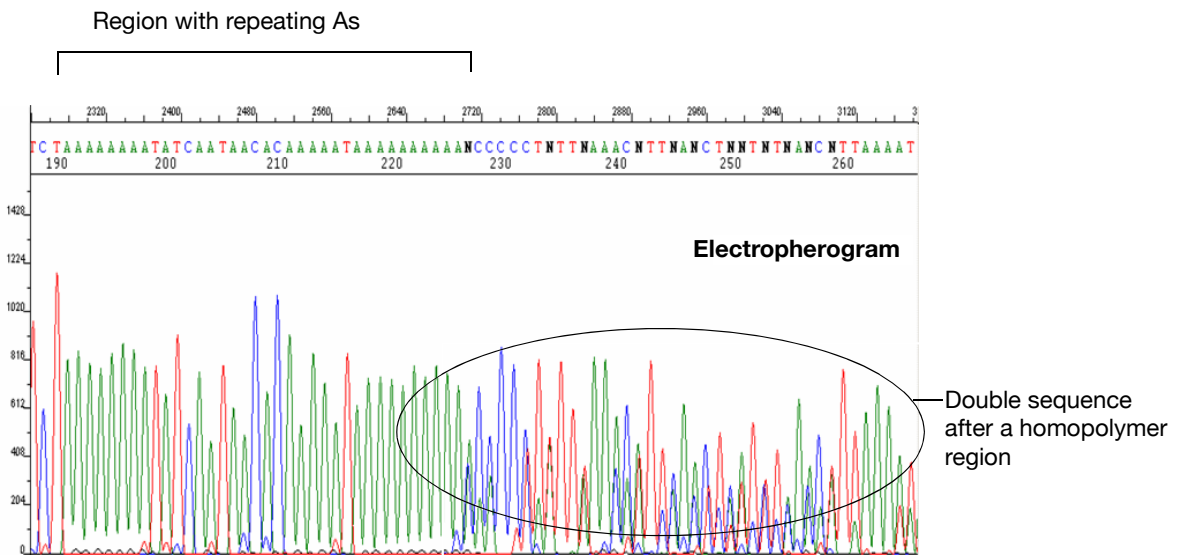 Region with repeating As
2320 2400 2480 2560 2640 2720 2800 2880 2960 3040 3120 3
TCTAAAAAAAATATCAATAACACAAAAATAAAAAAAAAANCCCCCTNTTNAAACNTTNANCTNNTNTNANCNTTAAAAT
190 200 210 220 230 240 250 260
1428
Electropherogram
1224
1020
816
612
408
204
0
Double sequence
after a homopolymer
region